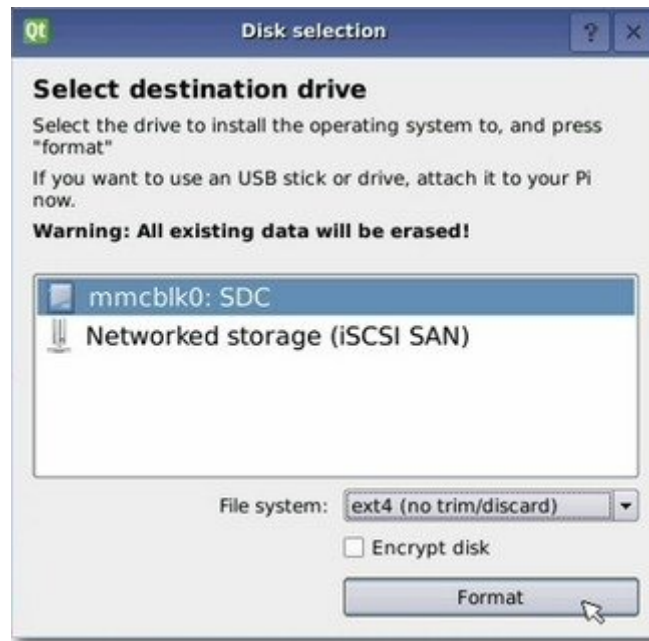 Qt
Disk selection
?
×
Select destination drive
Select the drive to install the operating system to, and press
"format"
If you want to use an USB stick or drive, attach it to your Pi
now.
Warning: All existing data will be erased!
mmcblk0: SDC
Networked storage (iSCSI SAN)
File system: ext4 (no trim/discard)
Encrypt disk
Format